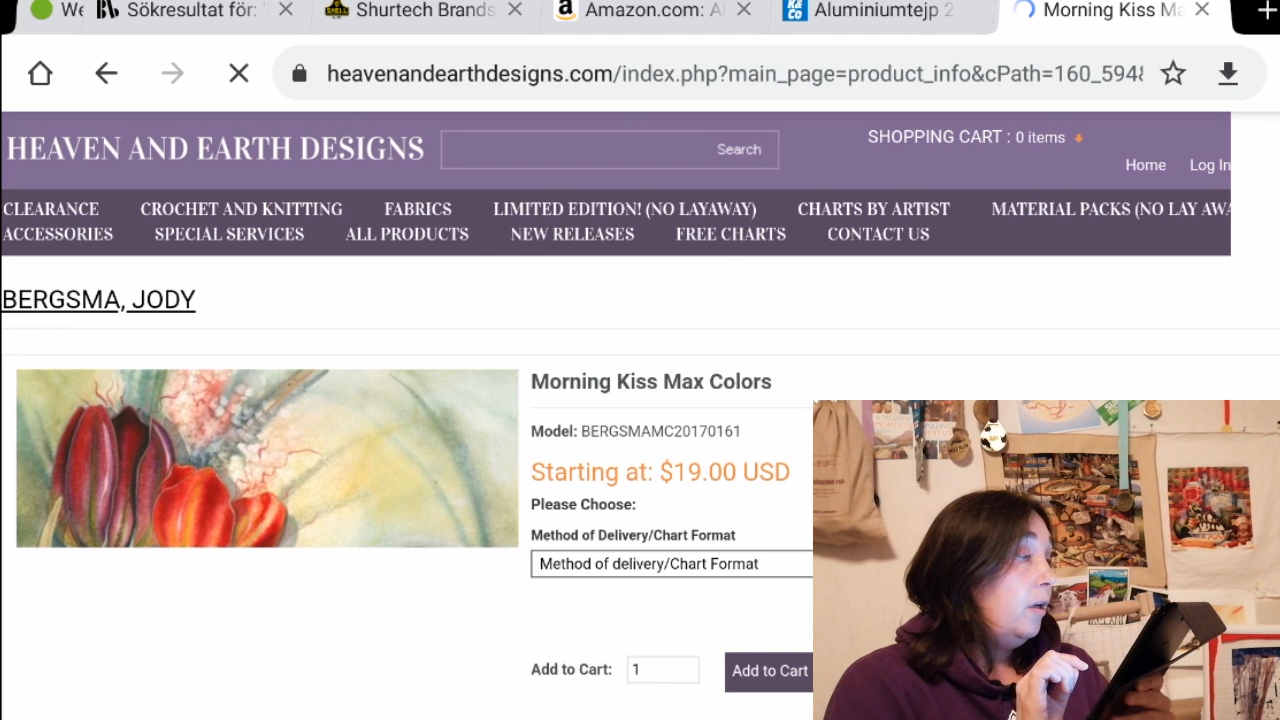 We Sökresultat för: Shurtech Brands Amazon.com: Al Aluminiumtejp 2 Morning Kiss Ma
heavenandearthdesigns.com/index.php?main_page=product_info&cPath=160_594
HEAVEN AND EARTH DESIGNS
Search
SHOPPING CART : 0 items
Home Log In
CLEARANCE CROCHET AND KNITTING FABRICS LIMITED EDITION! (NO LAYAWAY) CHARTS BY ARTIST MATERIAL PACKS (NO LAY AWA
ACCESSORIES SPECIAL SERVICES ALL PRODUCTS NEW RELEASES FREE CHARTS CONTACT US
BERGSMA, JODY
Morning Kiss Max Colors
Model: BERGSMAMC20170161
Starting at: $19.00 USD
Please Choose:
Method of Delivery/Chart Format
Method of delivery/Chart Format
Add to Cart: 1 Add to Cart